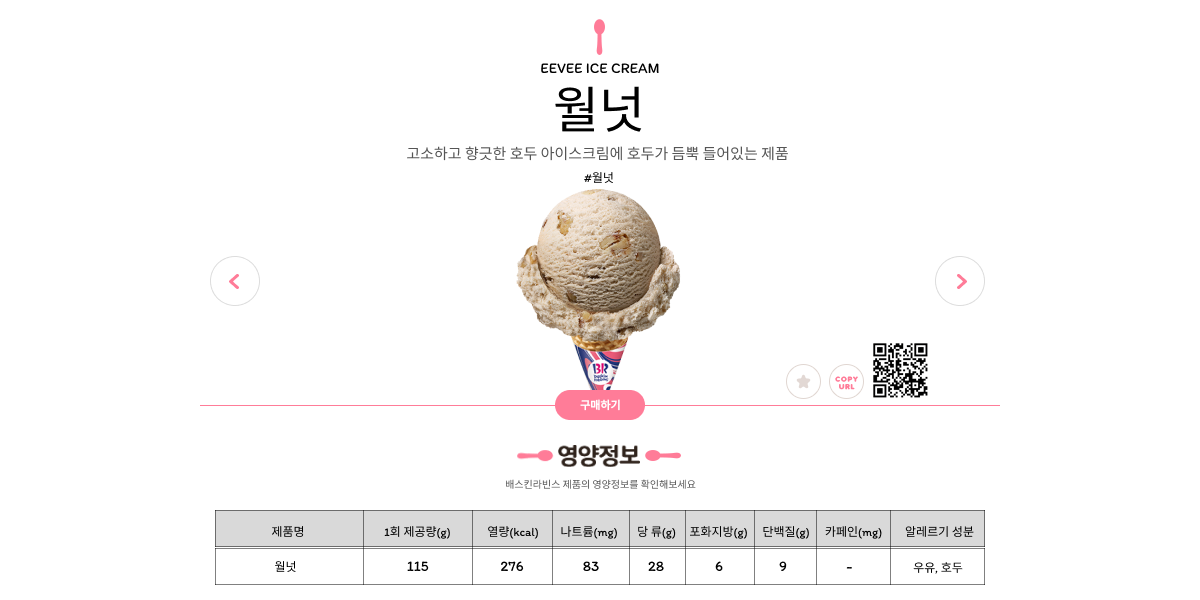 EEVEE ICE CREAM
월넛
고소하고 향긋한 호두 아이스크림에 호두가 듬뿍 들어있는 제품
#월넛
BR
COPY
URL
구매하기
영양정보
배스킨라빈스 제품의 영양정보를 확인해보세요
제품명 1회 제공량(g) 열량(kcal) 나트륨(mg) 당 류(g) 포화지방(g) 단백질(g) 카페인(mg) 알레르기 성분
월넛 115 276 83 28 6 9 - 우유, 호두